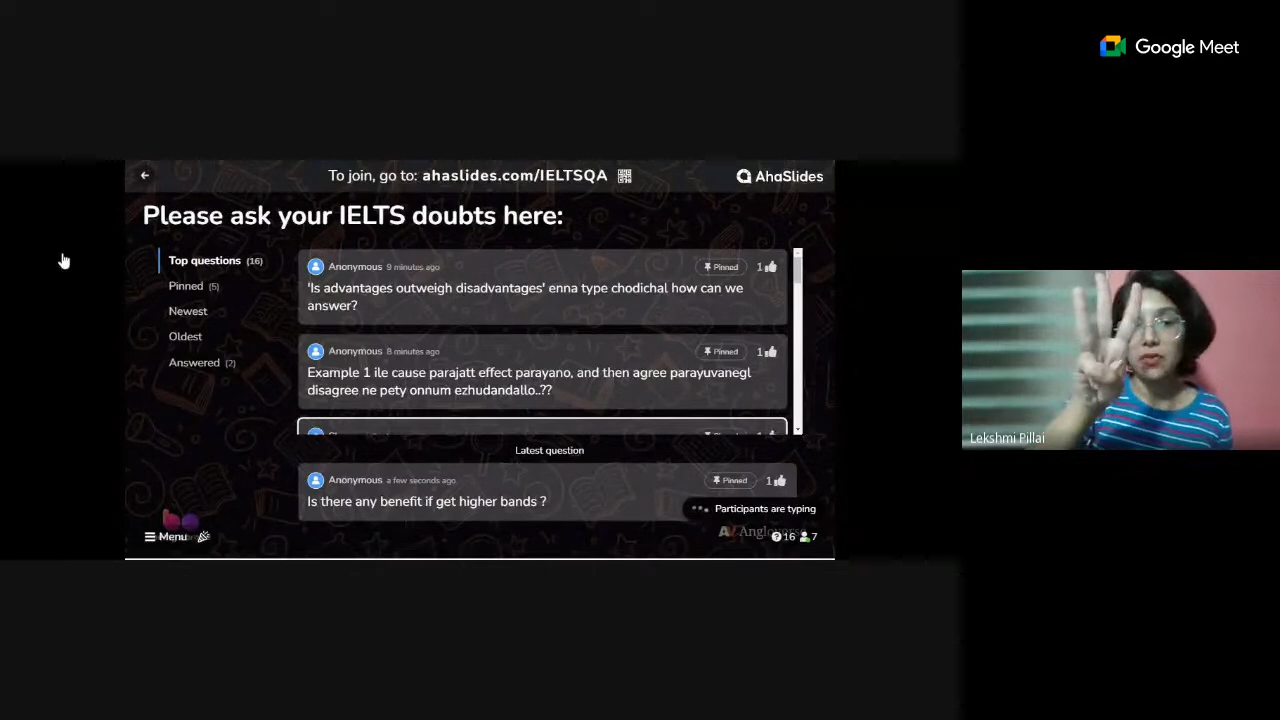 Google Meet
To join, go to: ahaslides.com/IELTSQA
AhaSlides
Please ask your IELTS doubts here:
Top questions (16)
Pinned (5)
Newest
Oldest
Answered (2)
Anonymous 9 minutes ago
Pinned
1
'Is advantages outweigh disadvantages' enna type chodichal how can we
answer?
Anonymous 8 minutes ago
Pinned
1
Example 1 ile cause parajatt effect parayano, and then agree parayuvanegl
disagree ne pety onnum ezhudandallo..??
Latest question
Anonymous a few seconds ago
Pinned
1
Is there any benefit if get higher bands ?
Participants are typing
Menu
16
7
Lekshmi Pillai